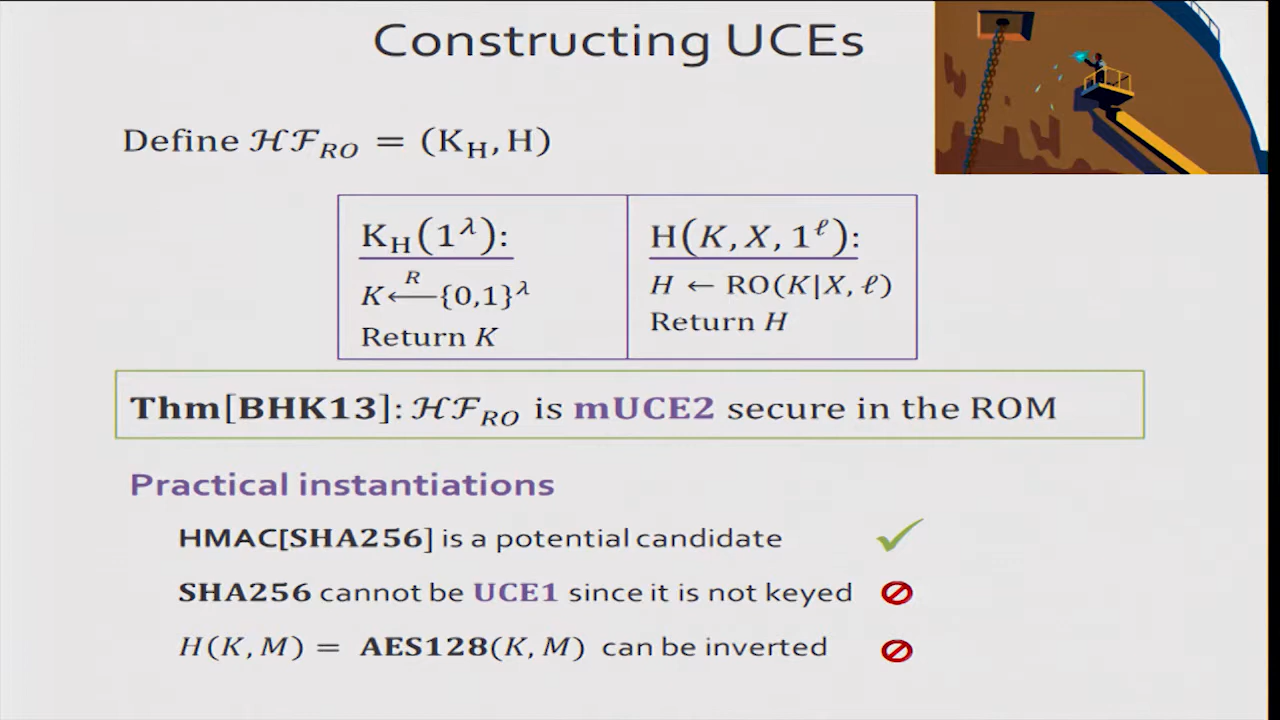 Constructing UCEs
Define ℋℱ_RO = (K_H, H)
K_H(1^λ):
K ←R {0,1}^λ
Return K
H(K, X, 1^ℓ):
H ← RO(K|X, ℓ)
Return H
Thm[BHK13]: ℋℱ_RO is mUCE2 secure in the ROM
Practical instantiations
HMAC[SHA256] is a potential candidate
SHA256 cannot be UCE1 since it is not keyed
H(K, M) = AES128(K, M) can be inverted